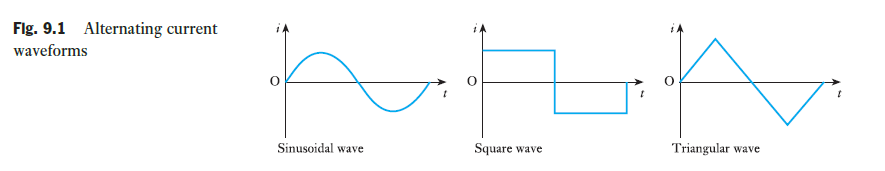 Fig. 9.1 Alternating current
waveforms
i
O
t
Sinusoidal wave
i
O
t
Square wave
i
O
t
Triangular wave